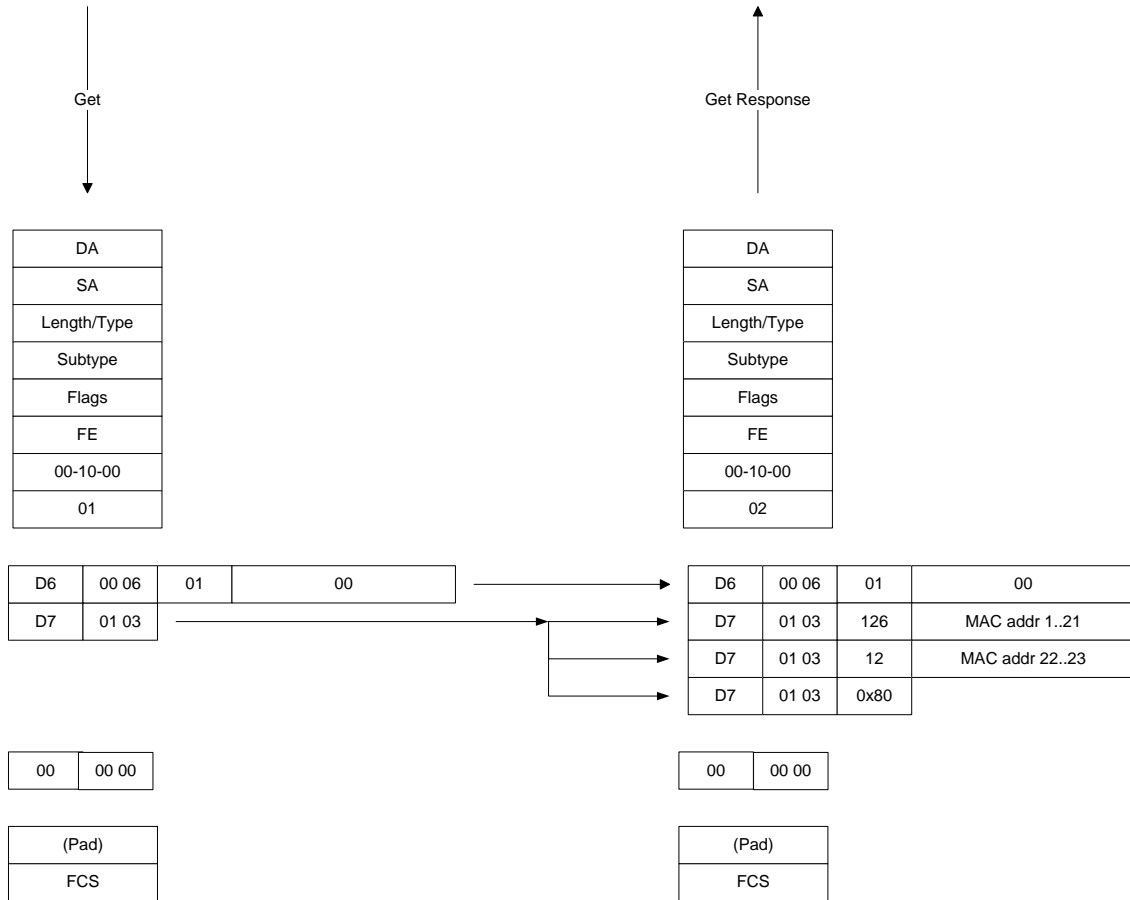 Get
Get Response
DA
DA
SA
SA
Length/Type
Length/Type
Subtype
Subtype
Flags
Flags
FE
FE
00-10-00
00-10-00
01
02
D6 00 06 01 00
D6 00 06 01 00
D7 01 03
D7 01 03 126 MAC addr 1..21
D7 01 03 12 MAC addr 22..23
D7 01 03 0x80
00 00 00
00 00 00
(Pad)
(Pad)
FCS
FCS